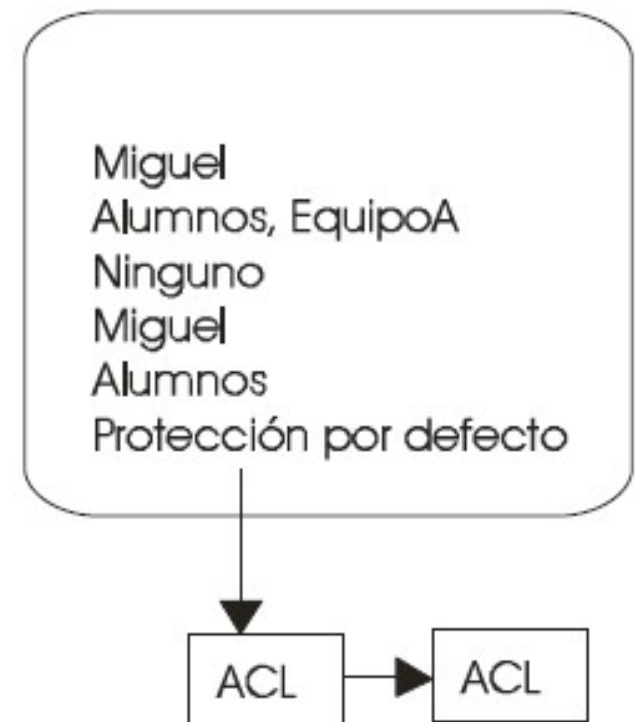 Miguel
Alumnos, EquipoA
Ninguno
Miguel
Alumnos
Protección por defecto
ACL
ACL